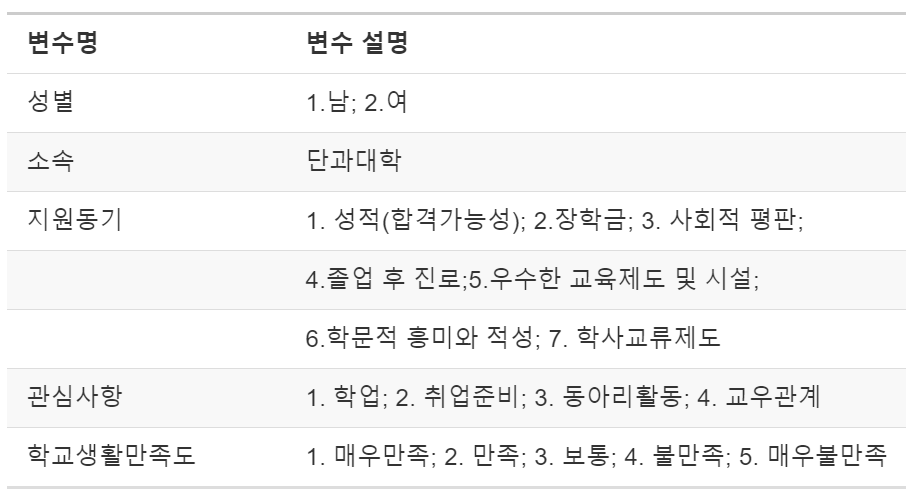 변수명 변수 설명
성별 1.남; 2.여
소속 단과대학
지원동기 1. 성적(합격가능성); 2.장학금; 3. 사회적 평판;
4.졸업 후 진로;5.우수한 교육제도 및 시설;
6.학문적 흥미와 적성; 7. 학사교류제도
관심사항 1. 학업; 2. 취업준비; 3. 동아리활동; 4. 교우관계
학교생활만족도 1. 매우만족; 2. 만족; 3. 보통; 4. 불만족; 5. 매우불만족